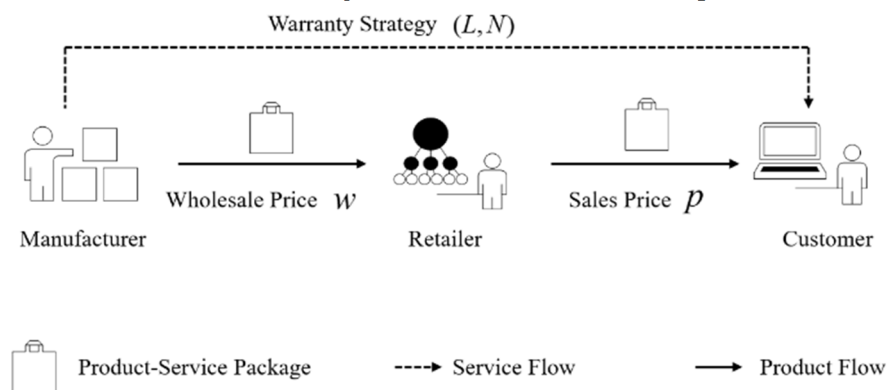 Warranty Strategy (L, N)
Wholesale Price w
Sales Price p
Manufacturer
Retailer
Customer
Product-Service Package
Service Flow
Product Flow